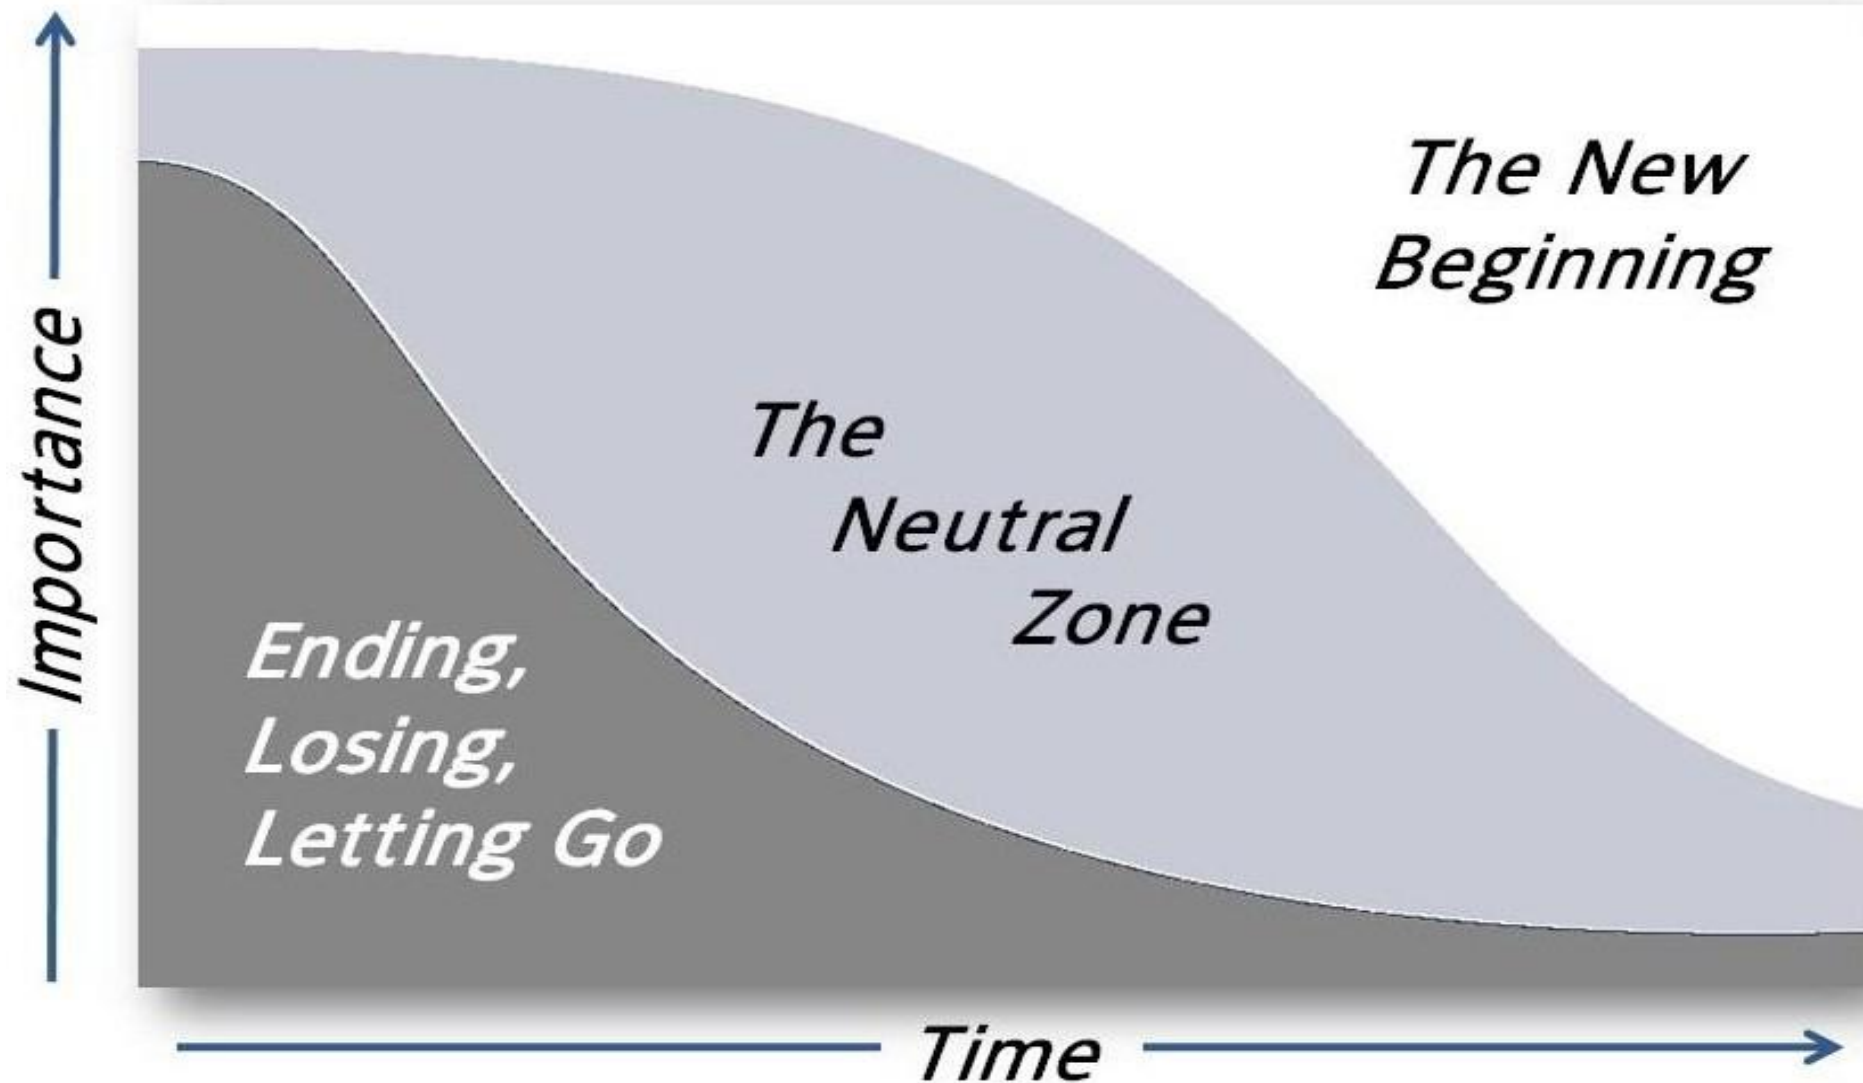 The New
Beginning
Importance
The
Neutral
Zone
Ending,
Losing,
Letting Go
Time